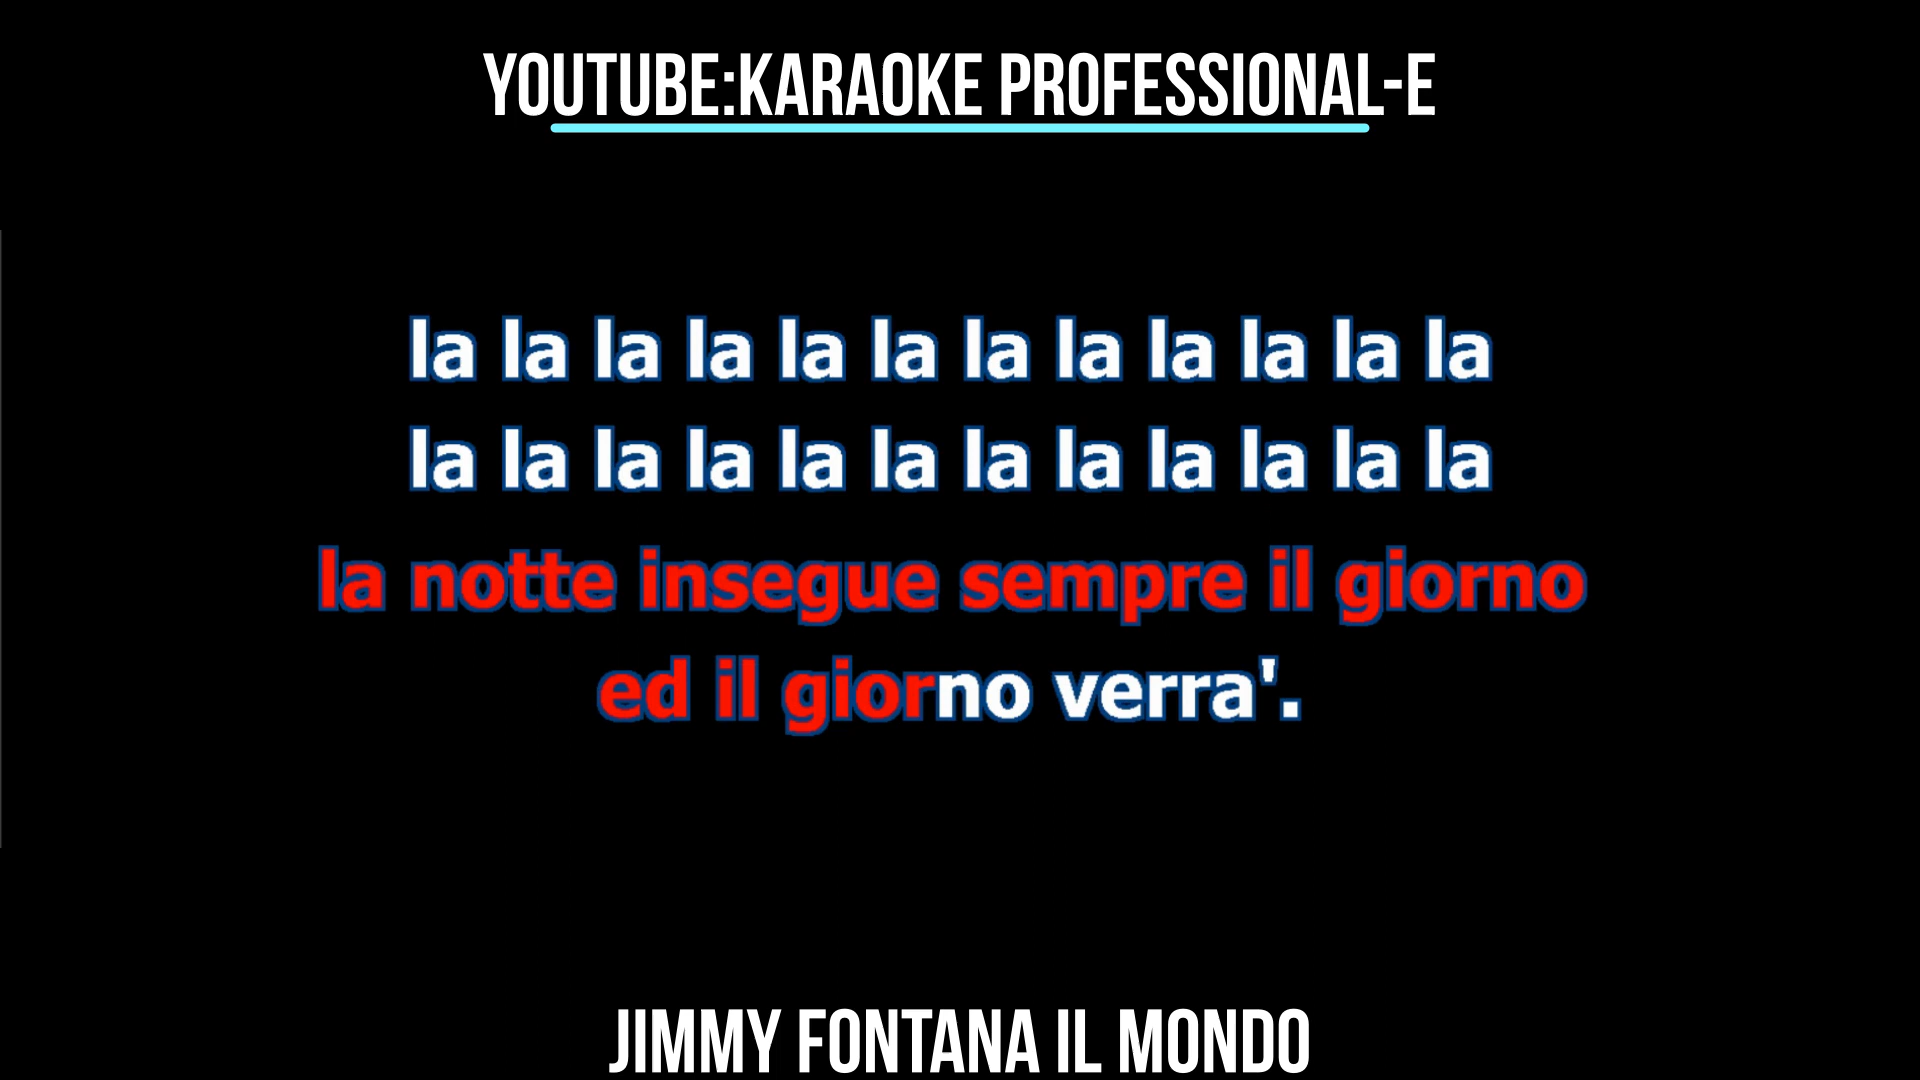 YOUTUBE:KARAOKE PROFESSIONAL-E
la la la la la la la la la la la la
la la la la la la la la la la la la
la notte insegue sempre il giorno
ed il giorno verra'.
JIMMY FONTANA IL MONDO